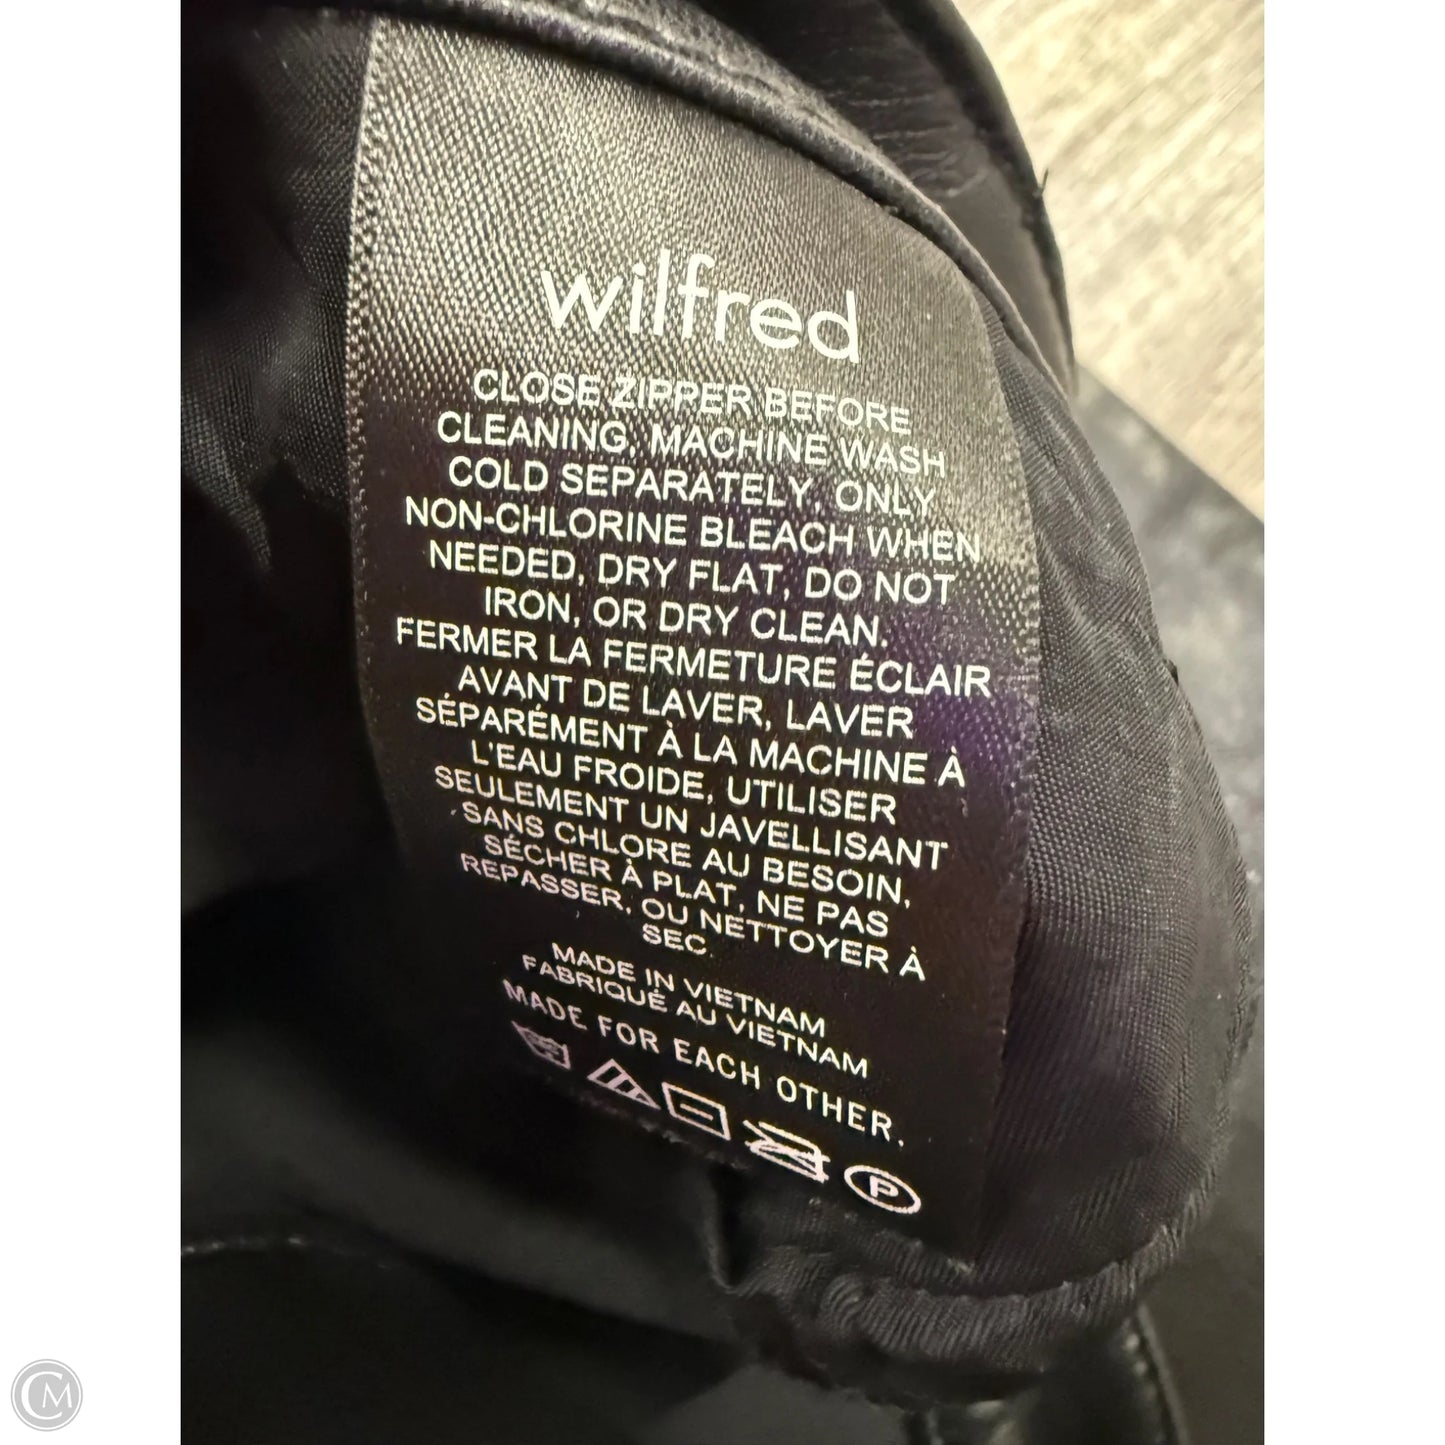 wilfred
CLOSE ZIPPER BEFORE
CLEANING, MACHINE WASH
COLD SEPARATELY, ONLY
NON-CHLORINE BLEACH WHEN
NEEDED, DRY FLAT, DO NOT
IRON, OR DRY CLEAN.
FERMER LA FERMETURE ÉCLAIR
AVANT DE LAVER, LAVER
SÉPARÉMENT À LA MACHINE À
L'EAU FROIDE, UTILISER
SEULEMENT UN JAVELLISANT
SANS CHLORE AU BESOIN,
SÉCHER À PLAT, NE PAS
REPASSER, OU NETTOYER À
SEC.
MADE IN VIETNAM
FABRIQUÉ AU VIETNAM
MADE FOR EACH OTHER.
P
CM